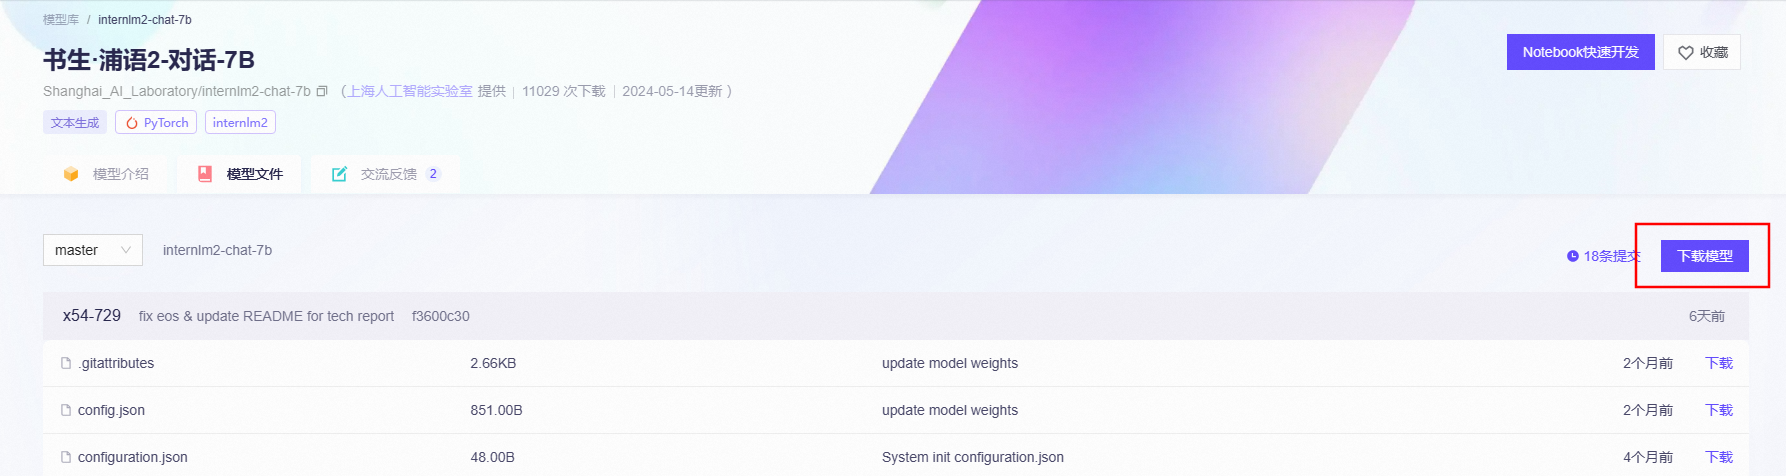 模型库 / internlm2-chat-7b
书生·浦语2-对话-7B
Notebook快速开发
收藏
Shanghai_AI_Laboratory/internlm2-chat-7b （上海人工智能实验室 提供 | 11029 次下载 | 2024-05-14更新 ）
文本生成 PyTorch internlm2
模型介绍 模型文件 交流反馈 2
master internlm2-chat-7b 18条提交 下载模型
x54-729 fix eos & update README for tech report f3600c30 6天前
.gitattributes 2.66KB update model weights 2个月前 下载
config.json 851.00B update model weights 2个月前 下载
configuration.json 48.00B System init configuration.json 4个月前 下载